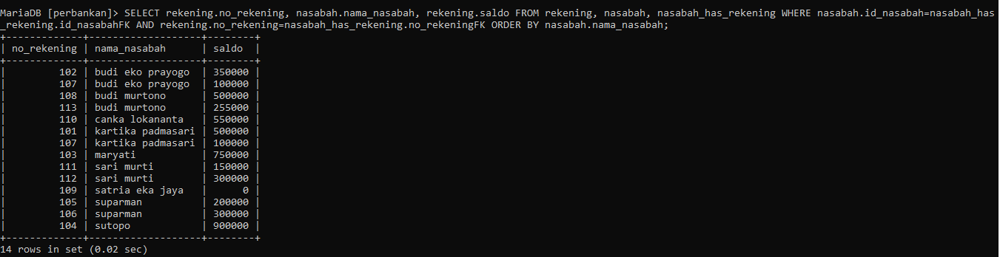 MariaDB [perbankan]> SELECT rekening.no_rekening, nasabah.nama_nasabah, rekening.saldo FROM rekening, nasabah, nasabah_has_rekening WHERE nasabah.id_nasabah=nasabah_has
_rekening.id_nasabahFK AND rekening.no_rekening=nasabah_has_rekening.no_rekeningFK ORDER BY nasabah.nama_nasabah;
+-------------+-------------------+--------+
| no_rekening | nama_nasabah      | saldo  |
+-------------+-------------------+--------+
|         102 | budi eko prayogo  | 350000 |
|         107 | budi eko prayogo  | 100000 |
|         108 | budi murtono      | 500000 |
|         113 | budi murtono      | 255000 |
|         110 | canka lokananta   | 550000 |
|         101 | kartika padmasari | 500000 |
|         107 | kartika padmasari | 100000 |
|         103 | maryati           | 750000 |
|         111 | sari murti        | 150000 |
|         112 | sari murti        | 300000 |
|         109 | satria eka jaya   |      0 |
|         105 | suparman          | 200000 |
|         106 | suparman          | 300000 |
|         104 | sutopo            | 900000 |
+-------------+-------------------+--------+
14 rows in set (0.02 sec)